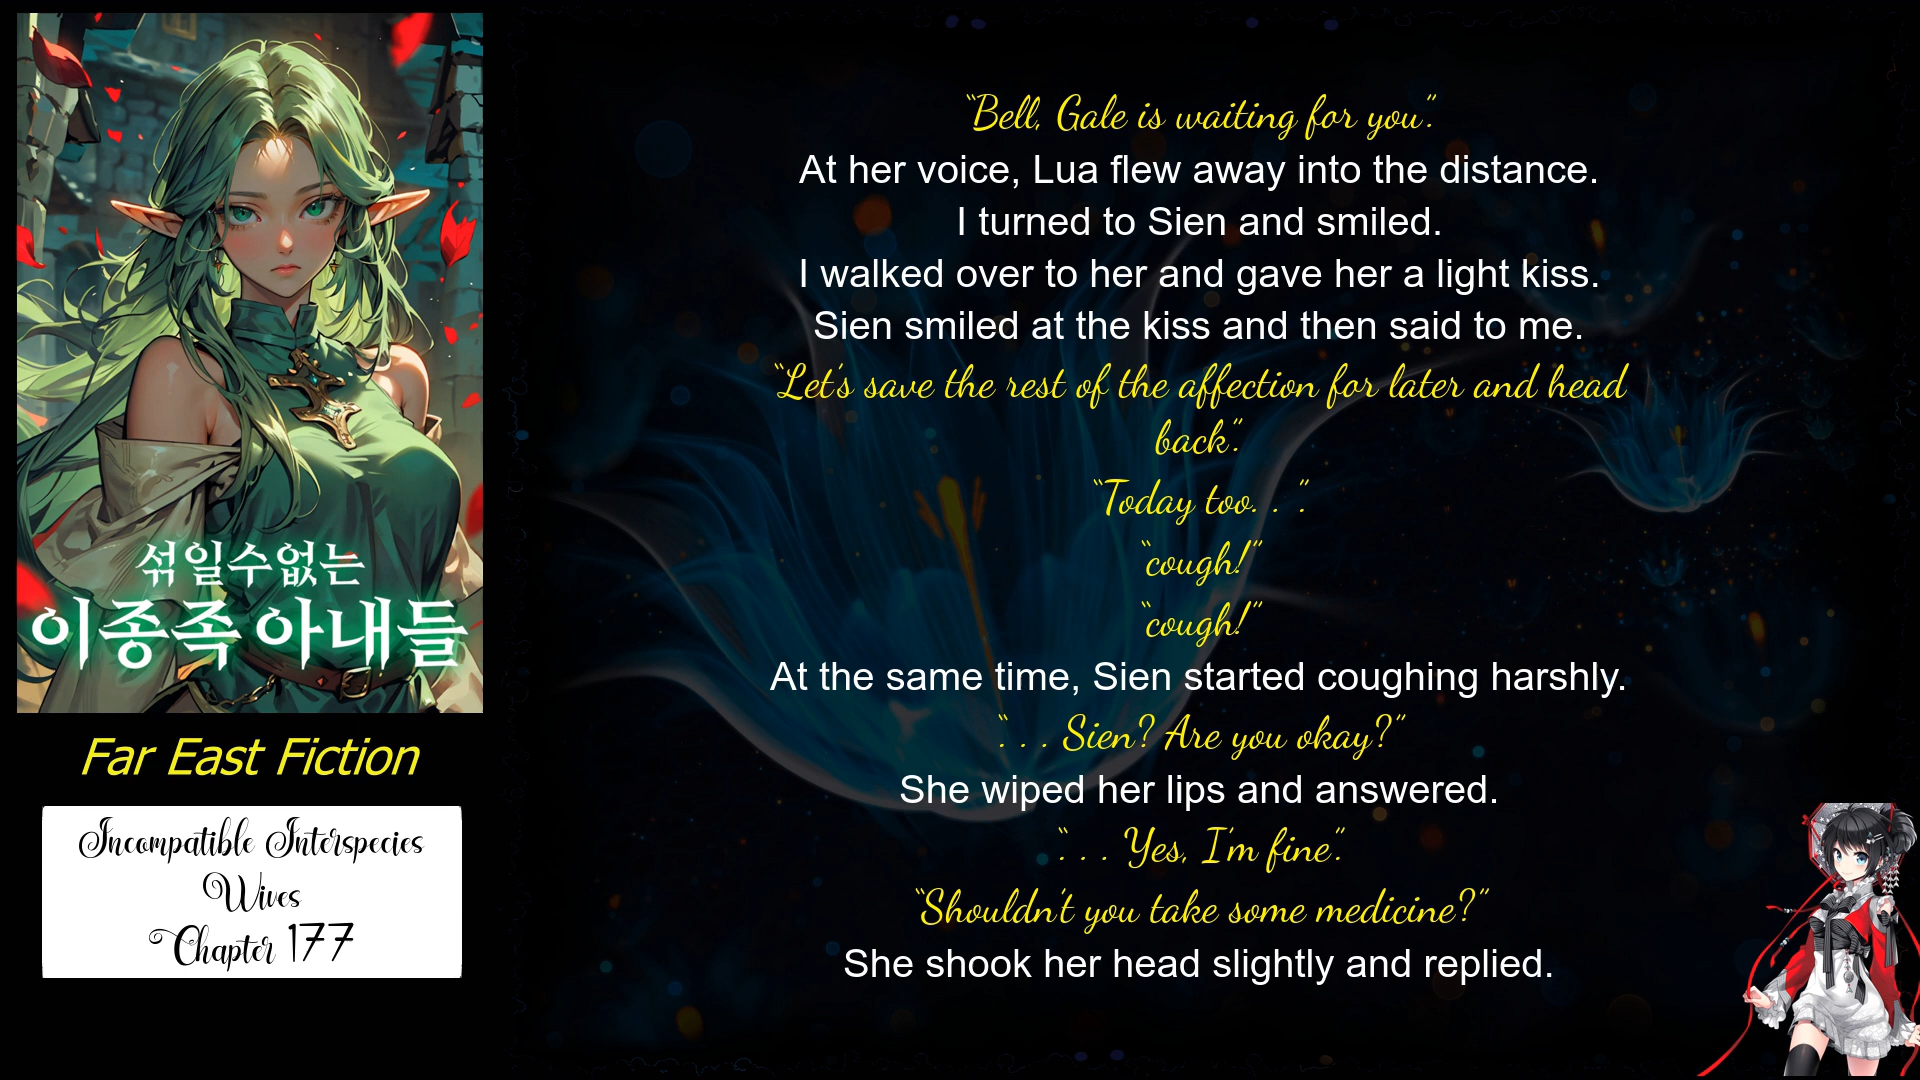 섞일수없는
이종족 아내들
Far East Fiction
Incompatible Interspecies
Wives
Chapter 177
"Bell, Gale is waiting for you".
At her voice, Lua flew away into the distance.
I turned to Sien and smiled.
I walked over to her and gave her a light kiss.
Sien smiled at the kiss and then said to me.
"Let's save the rest of the affection for later and head
back".
"Today too. . ".
"cough!"
"cough!"
At the same time, Sien started coughing harshly.
". . . Sien? Are you okay?"
She wiped her lips and answered.
". . . Yes, I'm fine".
"Shouldn't you take some medicine?"
She shook her head slightly and replied.